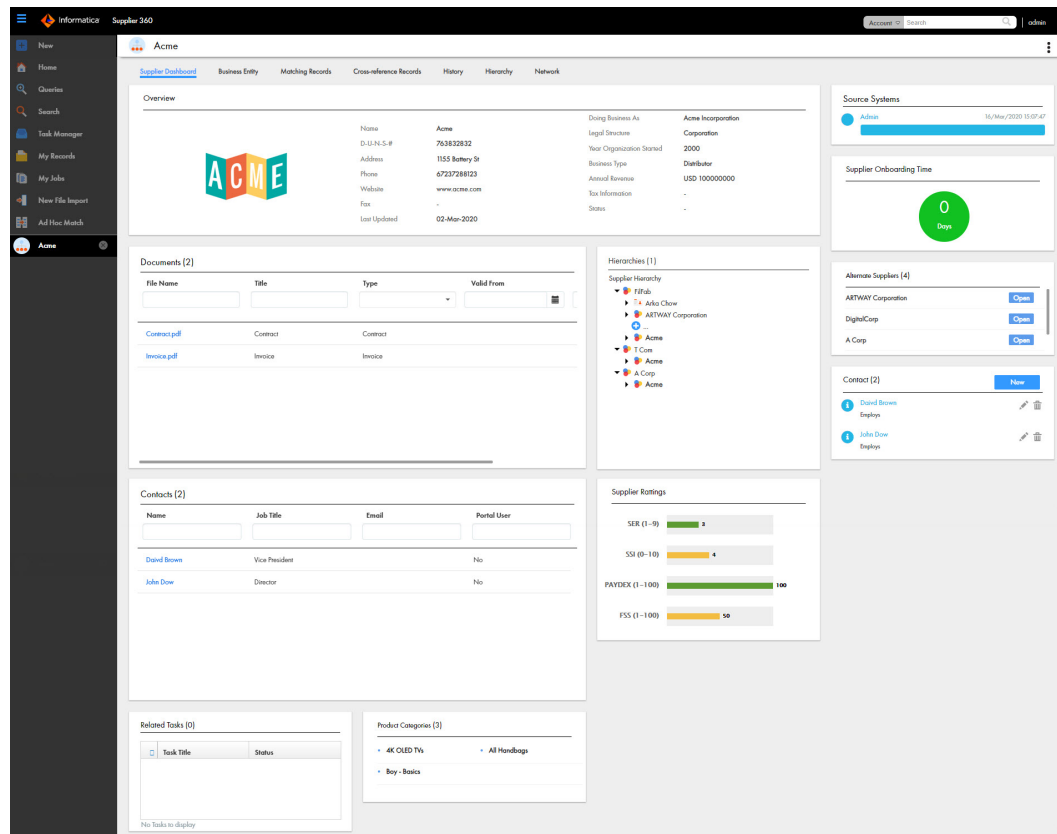 Informatica Supplier 360
Account Search admin
New
Home
Queries
Search
Task Manager
My Records
My Jobs
New File Import
Ad Hoc Match
Acme
Acme
Supplier Dashboard Business Entity Matching Records Cross-reference Records History Hierarchy Network
Overview
ACME
Name Acme
D-U-N-S-# 763832832
Address 1155 Battery St
Phone 67237288123
Website www.acme.com
Fax -
Last Updated 02-Mar-2020
Doing Business As Acme Incorporation
Legal Structure Corporation
Year Organization Started 2000
Business Type Distributor
Annual Revenue USD 100000000
Tax Information -
Status -
Source Systems
Admin 16/Mar/2020 15:07:47
Supplier Onboarding Time
0
Days
Documents (2)
File Name Title Type Valid From
Contract.pdf Contract Contract
Invoice.pdf Invoice Invoice
Hierarchies (1)
Supplier Hierarchy
FilFab
Arka Chow
ARTWAY Corporation
...
Acme
T Com
Acme
A Corp
Acme
Alternate Suppliers (4)
ARTWAY Corporation Open
DigitalCorp Open
A Corp Open
Contact (2) New
Daivd Brown
Employs
John Dow
Employs
Contacts (2)
Name Job Title Email Portal User
Daivd Brown Vice President No
John Dow Director No
Supplier Rattings
SER (1-9) 3
SSI (0-10) 4
PAYDEX (1-100) 100
FSS (1-100) 50
Related Tasks (0)
Task Title Status
No Tasks to display
Product Categories (3)
4K OLED TVs All Handbags
Boy - Basics